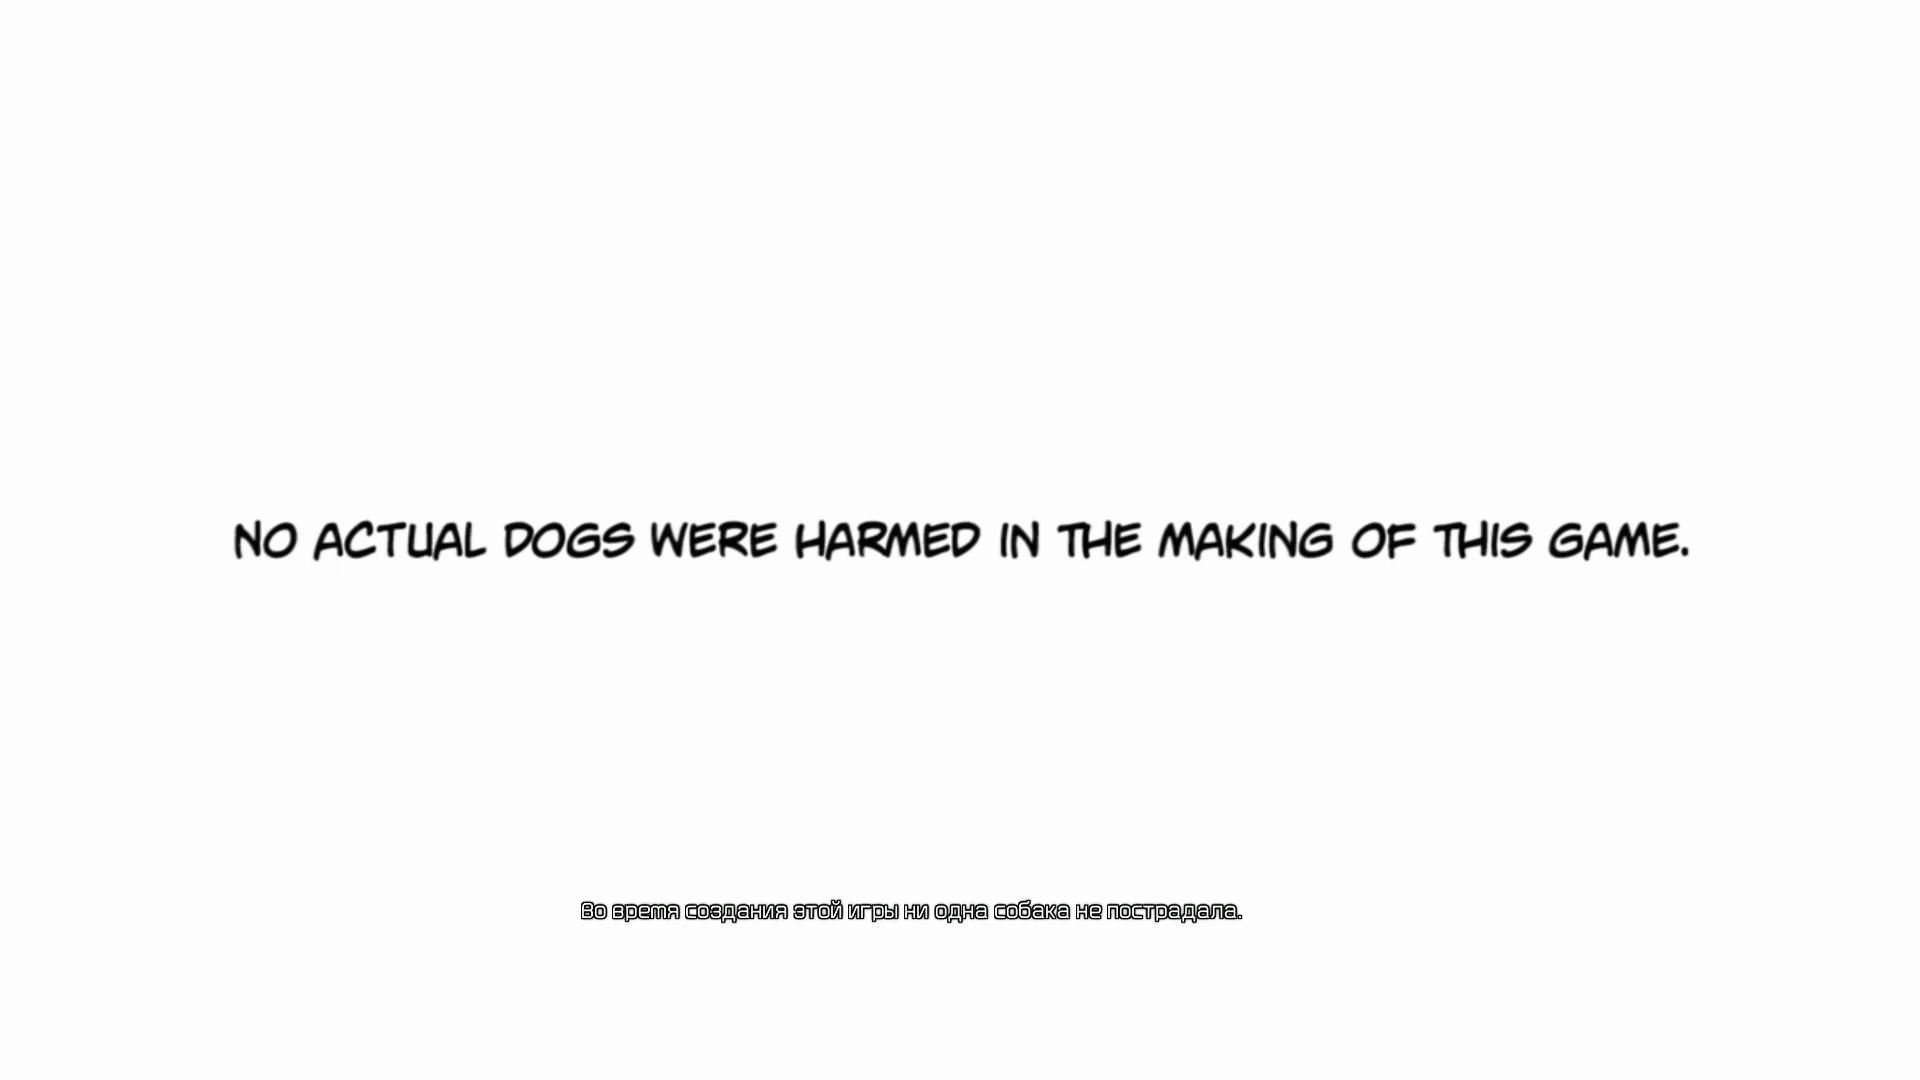 NO ACTUAL DOGS WERE HARMED IN THE MAKING OF THIS GAME.
Во время создания этой игры ни одна собака не пострадала.